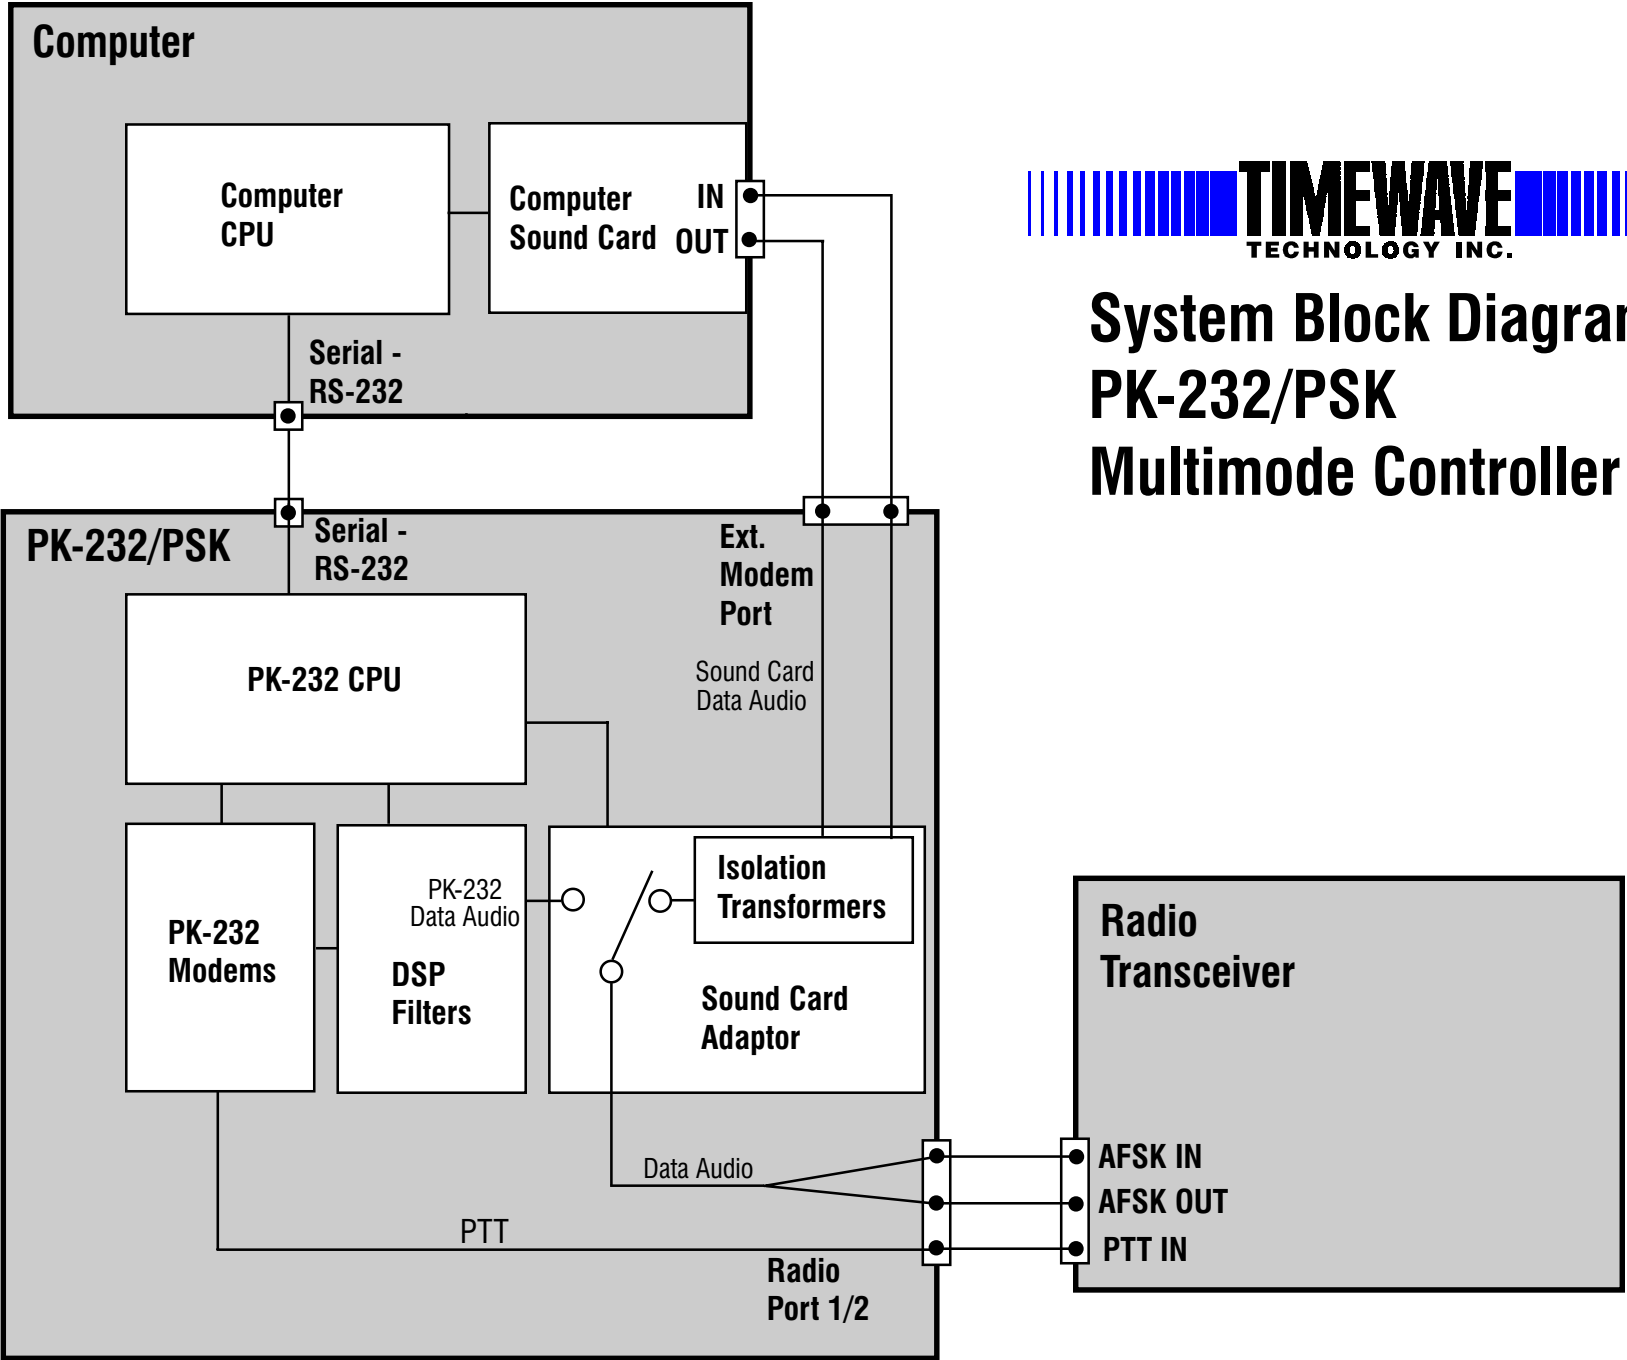 Computer
Computer
CPU
Computer
Sound Card
IN
OUT
Serial -
RS-232
TIMEWAVE
TECHNOLOGY INC.
System Block Diagra
PK-232/PSK
Multimode Controller
PK-232/PSK
Serial -
RS-232
Ext.
Modem
Port
Sound Card
Data Audio
PK-232 CPU
PK-232
Modems
PK-232
Data Audio
DSP
Filters
Isolation
Transformers
Sound Card
Adaptor
Data Audio
PTT
Radio
Port 1/2
Radio
Transceiver
AFSK IN
AFSK OUT
PTT IN